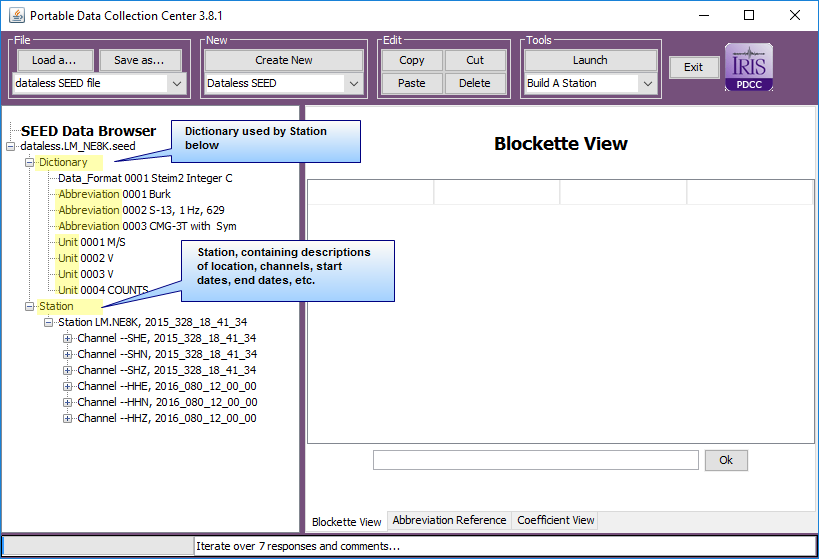 Portable Data Collection Center 3.8.1
File
Load a...
Save as...
dataless SEED file
New
Create New
Dataless SEED
Edit
Copy
Cut
Paste
Delete
Tools
Launch
Build A Station
Exit
IRIS
PDCC
SEED Data Browser
dataless.LM_NE8K.seed
Dictionary
Data_Format 0001 Steim2 Integer C
Abbreviation 0001 Burk
Abbreviation 0002 S-13, 1 Hz, 629
Abbreviation 0003 CMG-3T with Sym
Unit 0001 M/S
Unit 0002 V
Unit 0003 V
Unit 0004 COUNTS
Station
Station LM.NE8K, 2015_328_18_41_34
Channel --SHE, 2015_328_18_41_34
Channel --SHN, 2015_328_18_41_34
Channel --SHZ, 2015_328_18_41_34
Channel --HHE, 2016_080_12_00_00
Channel --HHN, 2016_080_12_00_00
Channel --HHZ, 2016_080_12_00_00
Dictionary used by Station
below
Station, containing descriptions
of location, channels, start
dates, end dates, etc.
Blockette View
Ok
Blockette View
Abbreviation Reference
Coefficient View
Iterate over 7 responses and comments...